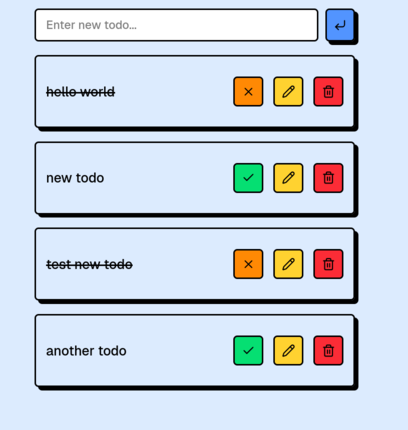 Enter new todo...
hello world
new todo
test new todo
another todo